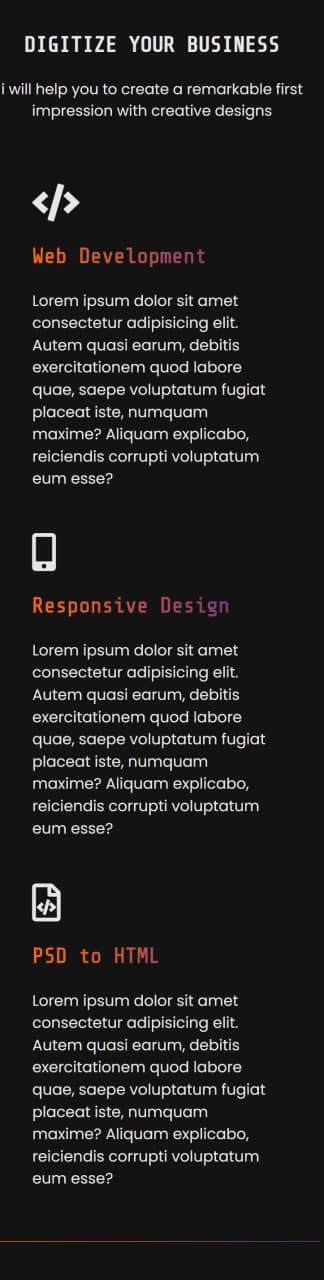 DIGITIZE YOUR BUSINESS
i will help you to create a remarkable first
impression with creative designs
Web Development
Lorem ipsum dolor sit amet
consectetur adipisicing elit.
Autem quasi earum, debitis
exercitationem quod labore
quae, saepe voluptatum fugiat
placeat iste, numquam
maxime? Aliquam explicabo,
reiciendis corrupti voluptatum
eum esse?
Responsive Design
Lorem ipsum dolor sit amet
consectetur adipisicing elit.
Autem quasi earum, debitis
exercitationem quod labore
quae, saepe voluptatum fugiat
placeat iste, numquam
maxime? Aliquam explicabo,
reiciendis corrupti voluptatum
eum esse?
PSD to HTML
Lorem ipsum dolor sit amet
consectetur adipisicing elit.
Autem quasi earum, debitis
exercitationem quod labore
quae, saepe voluptatum fugiat
placeat iste, numquam
maxime? Aliquam explicabo,
reiciendis corrupti voluptatum
eum esse?